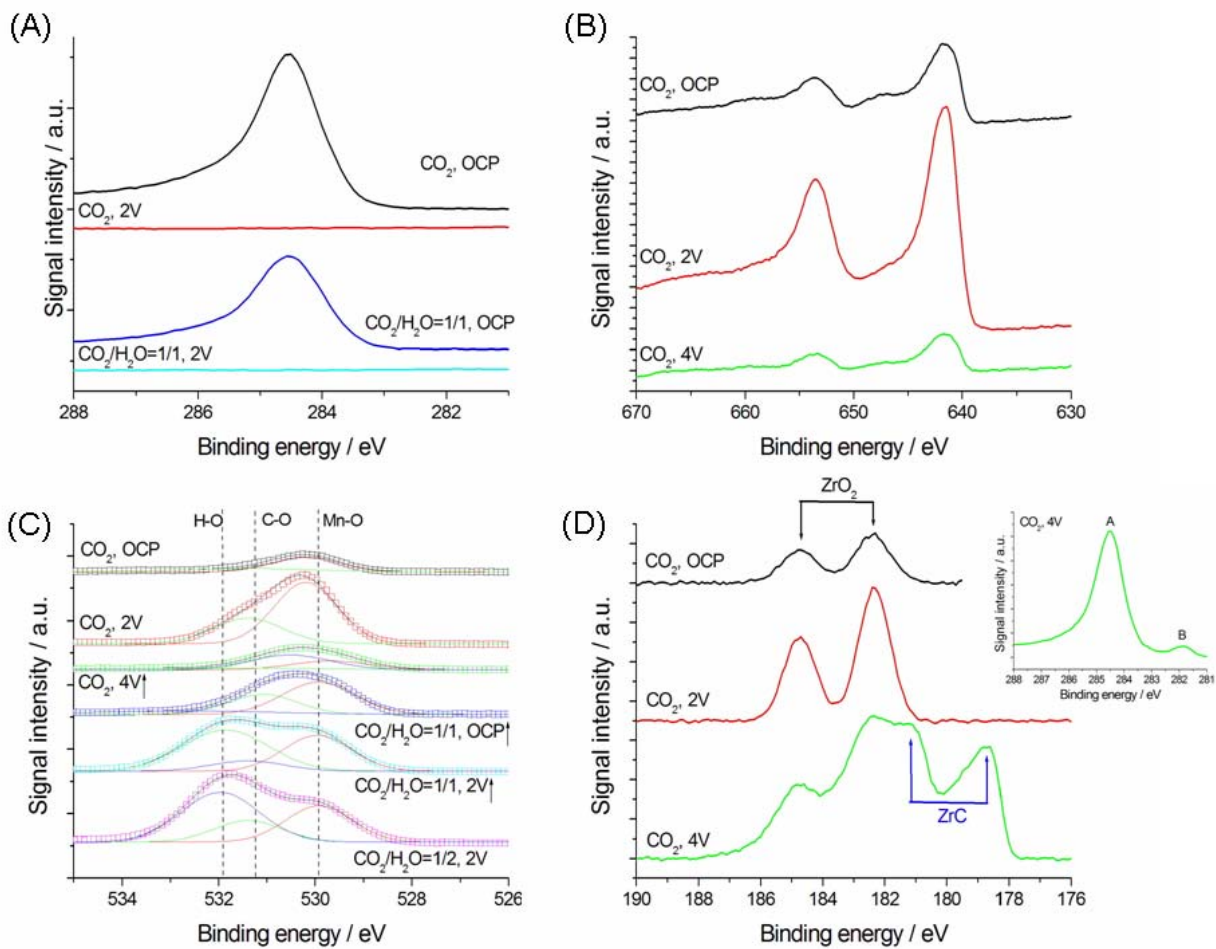 (A)
Signal intensity / a.u.
CO₂, OCP
CO₂, 2V
CO₂/H₂O=1/1, OCP
CO₂/H₂O=1/1, 2V
288 286 284 282
Binding energy / eV
(B)
Signal intensity / a.u.
CO₂, OCP
CO₂, 2V
CO₂, 4V
670 660 650 640 630
Binding energy / eV
(C)
Signal intensity / a.u.
H-O C-O Mn-O
CO₂, OCP
CO₂, 2V
CO₂, 4V
CO₂/H₂O=1/1, OCP
CO₂/H₂O=1/1, 2V
CO₂/H₂O=1/2, 2V
534 532 530 528 526
Binding energy / eV
(D)
Signal intensity / a.u.
ZrO₂
CO₂, OCP
CO₂, 2V
CO₂, 4V
ZrC
190 188 186 184 182 180 178 176
Binding energy / eV
CO₂, 4V
A
B
Signal intensity / a.u.
288 287 286 285 284 283 282 281
Binding energy / eV